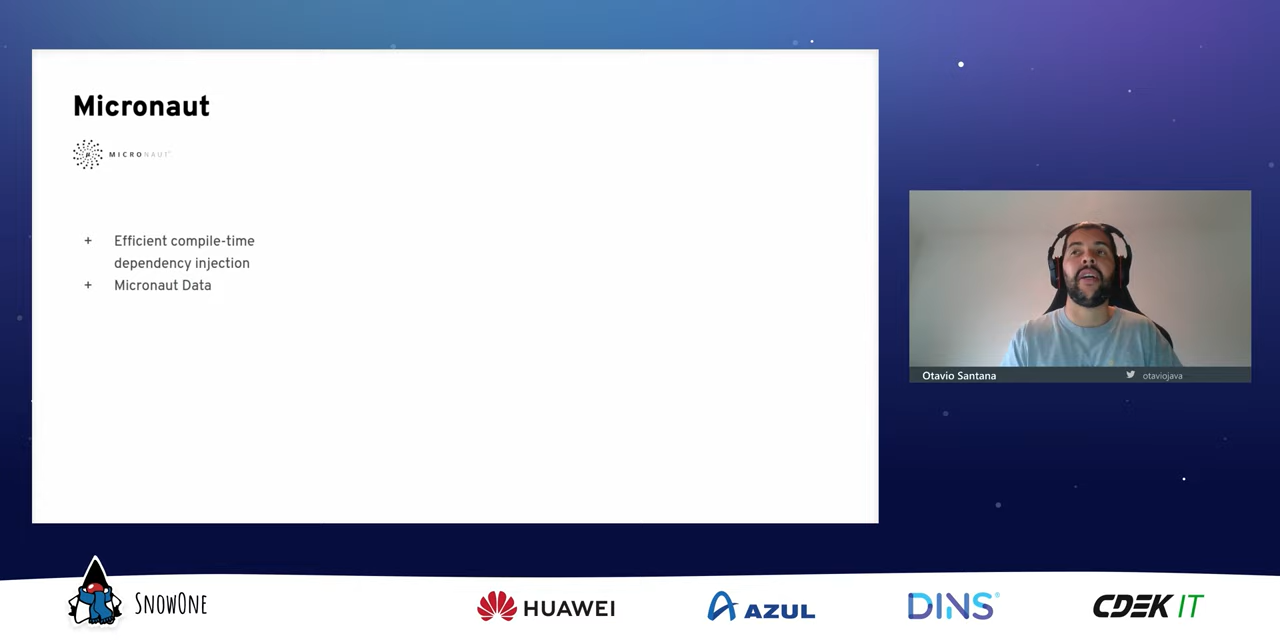 Micronaut
MICRONAUT
+ Efficient compile-time
dependency injection
+ Micronaut Data
Otavio Santana
otaviojava
SNOWONE
HUAWEI
AZUL
DINS
CDEK IT